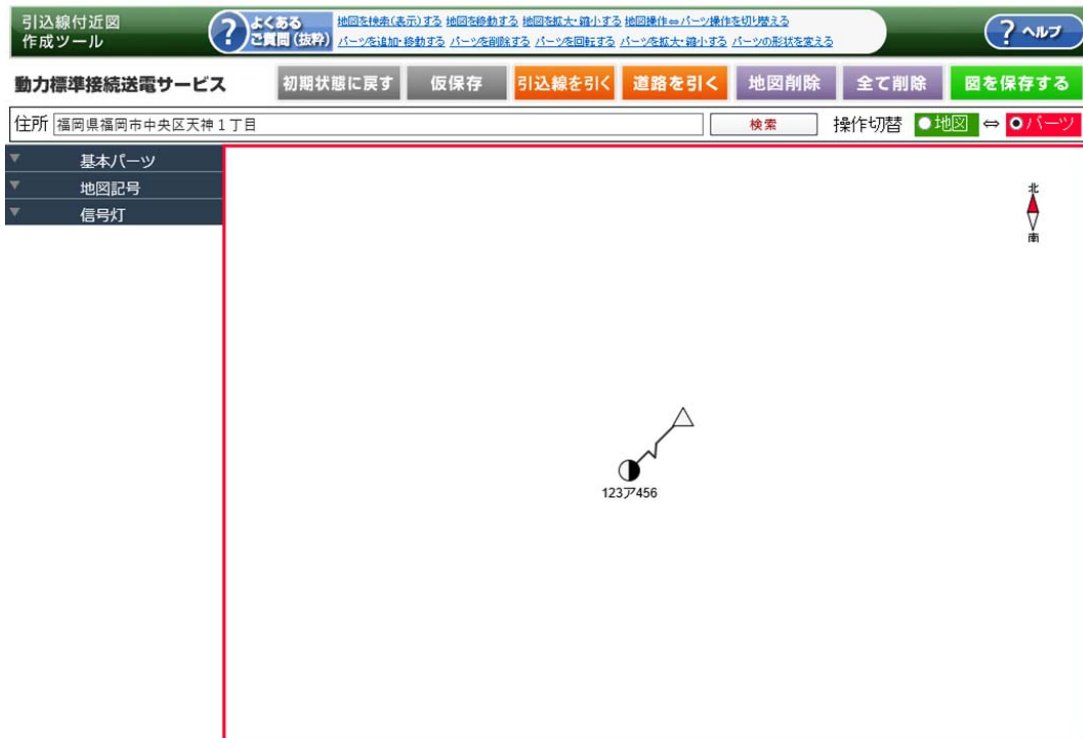 引込線付近図
作成ツール
? よくある
ご質問(抜粋)
地図を検索(表示)する 地図を移動する 地図を拡大・縮小する 地図操作⇔パーツ操作を切り替える
パーツを追加・移動する パーツを削除する パーツを回転する パーツを拡大・縮小する パーツの形状を変える
? ヘルプ
動力標準接続送電サービス
初期状態に戻す 仮保存 引込線を引く 道路を引く 地図削除 全て削除 図を保存する
住所 福岡県福岡市中央区天神1丁目 検索 操作切替 地図 ⇔ パーツ
基本パーツ
地図記号
信号灯
北
南
123ア456